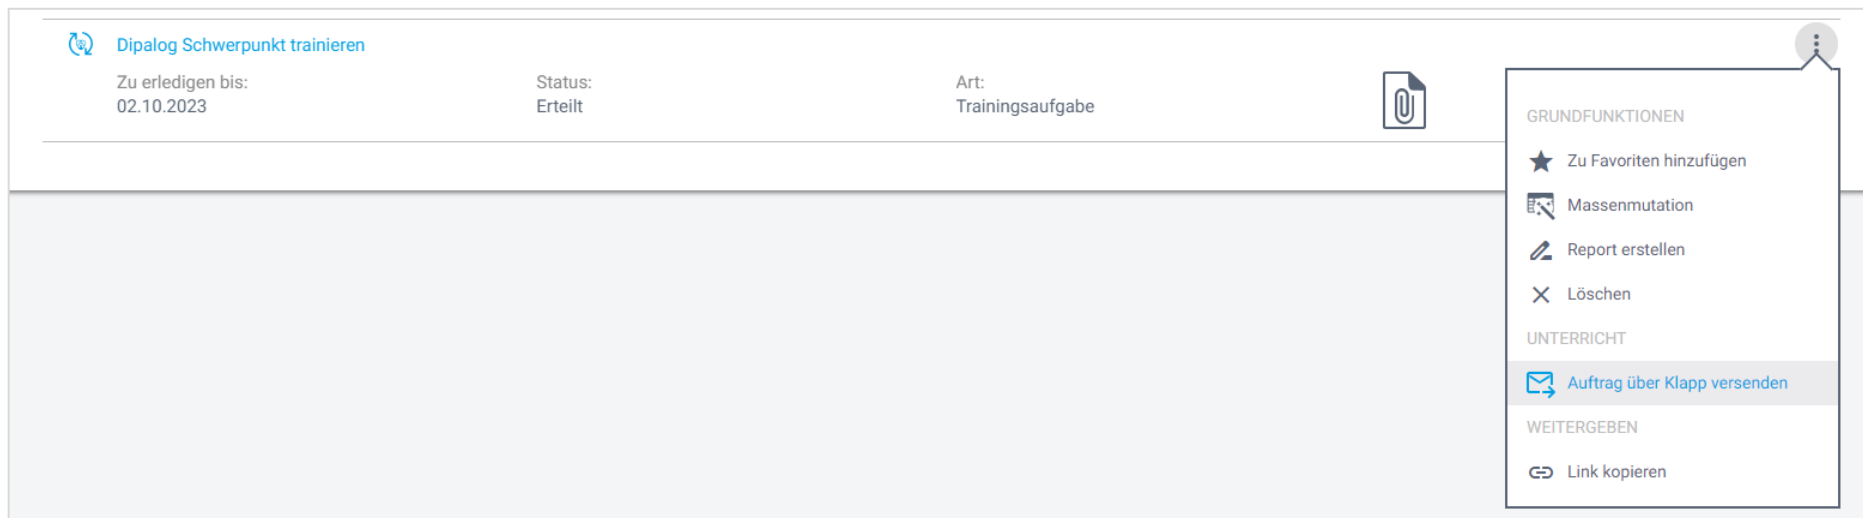 Dipalog Schwerpunkt trainieren
Zu erledigen bis:
02.10.2023
Status:
Erteilt
Art:
Trainingsaufgabe
GRUNDFUNKTIONEN
Zu Favoriten hinzufügen
Massenmutation
Report erstellen
Löschen
UNTERRICHT
Auftrag über Klapp versenden
WEITERGEBEN
Link kopieren